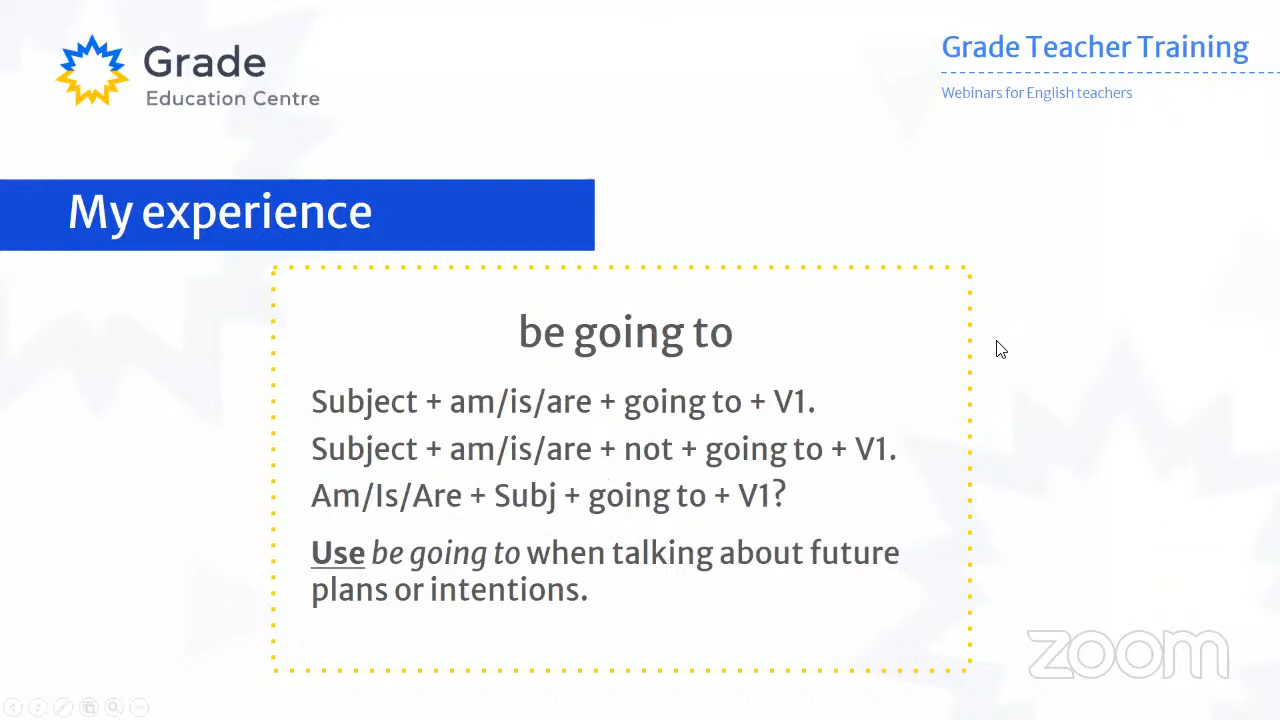 Grade
Education Centre
Grade Teacher Training
Webinars for English teachers
My experience
be going to
Subject + am/is/are + going to + V1.
Subject + am/is/are + not + going to + V1.
Am/Is/Are + Subj + going to + V1?
Use be going to when talking about future
plans or intentions.
zoom